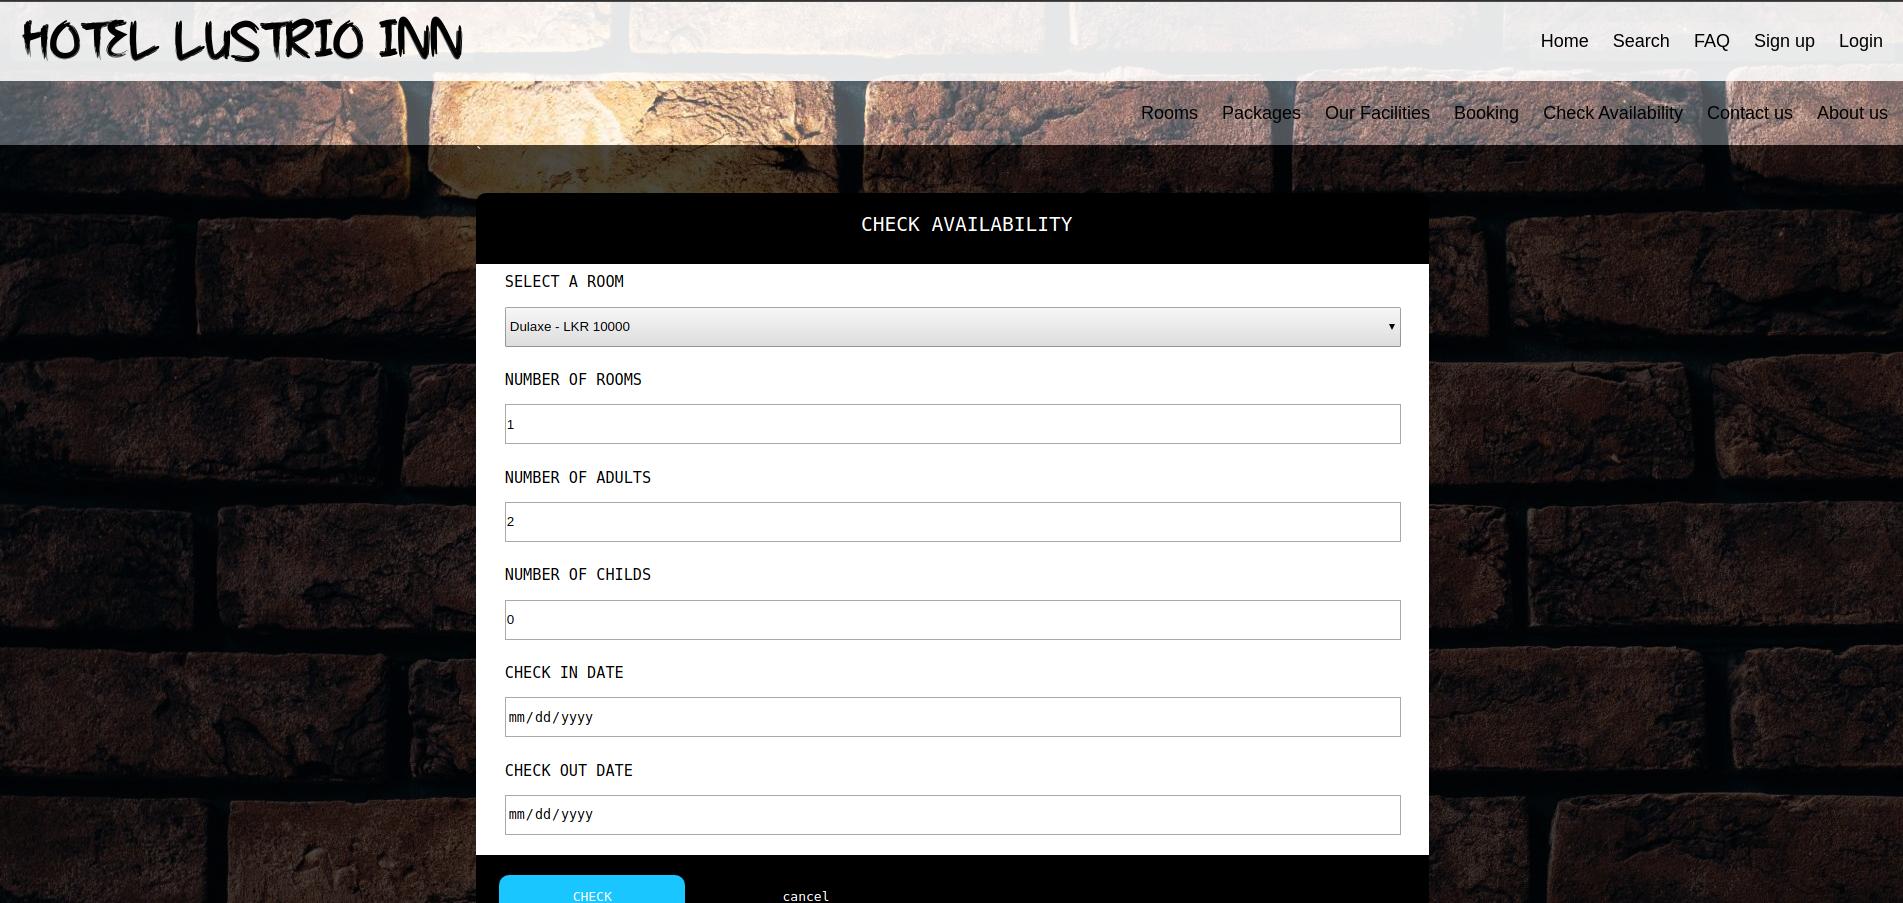 HOTEL LUSTRIO INN
Home Search FAQ Sign up Login
Rooms Packages Our Facilities Booking Check Availability Contact us About us
CHECK AVAILABILITY
SELECT A ROOM
Dulaxe - LKR 10000
NUMBER OF ROOMS
1
NUMBER OF ADULTS
2
NUMBER OF CHILDS
0
CHECK IN DATE
mm/dd/yyyy
CHECK OUT DATE
mm/dd/yyyy
CHECK cancel